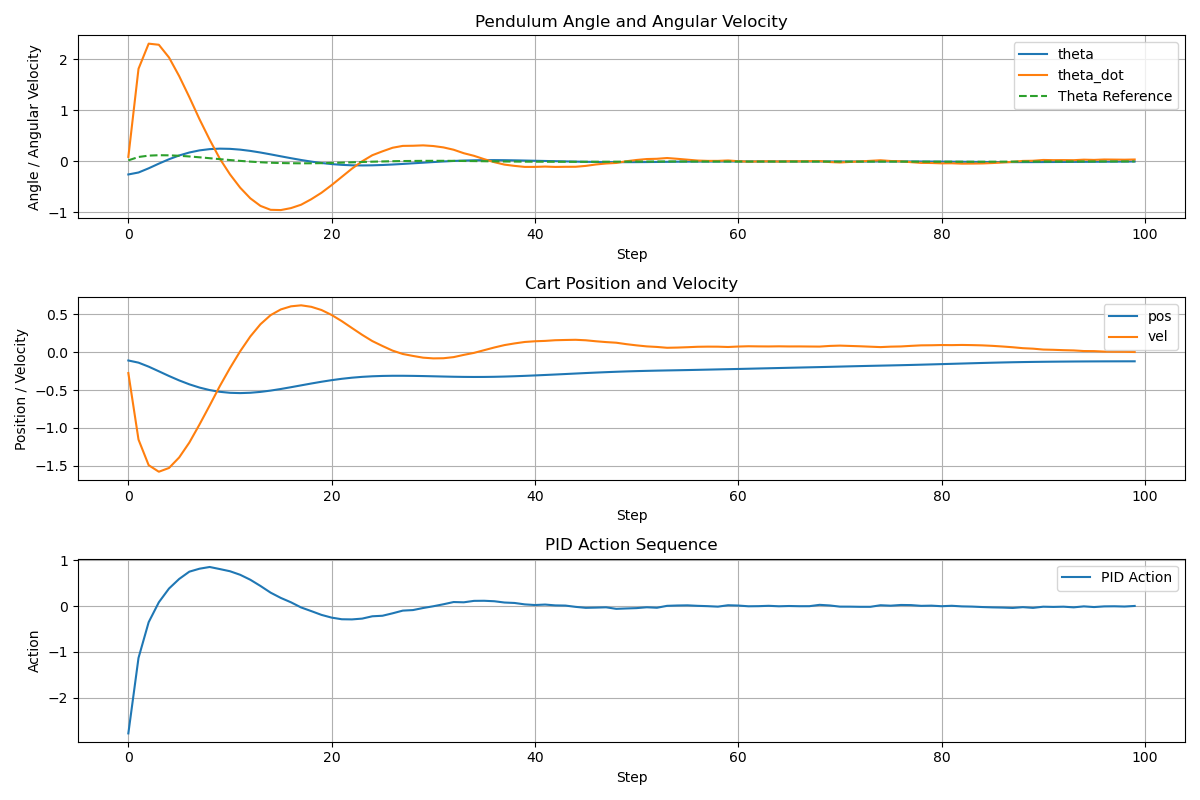 Pendulum Angle and Angular Velocity
Angle / Angular Velocity
2
1
0
−1
theta
theta_dot
Theta Reference
0 20 40 60 80 100
Step
Cart Position and Velocity
Position / Velocity
0.5
0.0
−0.5
−1.0
−1.5
pos
vel
0 20 40 60 80 100
Step
PID Action Sequence
Action
1
0
−1
−2
PID Action
0 20 40 60 80 100
Step